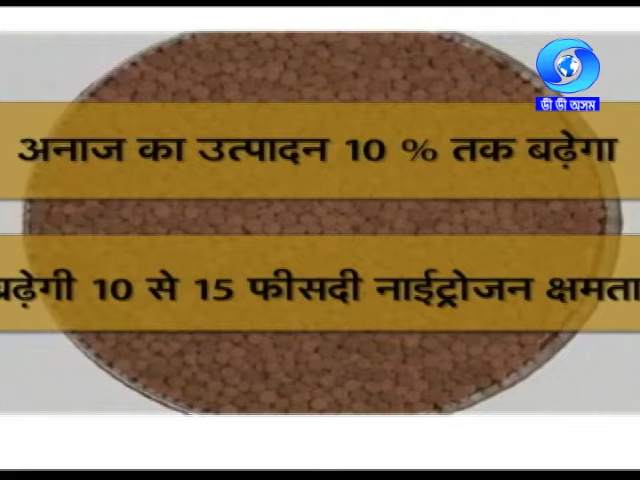 ডী ডী অসম
अनाज का उत्पादन 10 % तक बढ़ेगा
बढ़ेगी 10 से 15 फीसदी नाईट्रोजन क्षमता